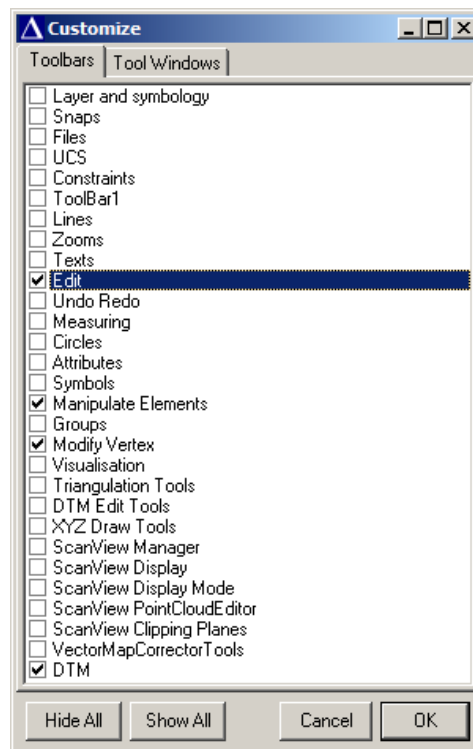 Customize
Toolbars Tool Windows
Layer and symbology
Snaps
Files
UCS
Constraints
ToolBar1
Lines
Zooms
Texts
Edit
Undo Redo
Measuring
Circles
Attributes
Symbols
Manipulate Elements
Groups
Modify Vertex
Visualisation
Triangulation Tools
DTM Edit Tools
XYZ Draw Tools
ScanView Manager
ScanView Display
ScanView Display Mode
ScanView PointCloudEditor
ScanView Clipping Planes
VectorMapCorrectorTools
DTM
Hide All Show All Cancel OK